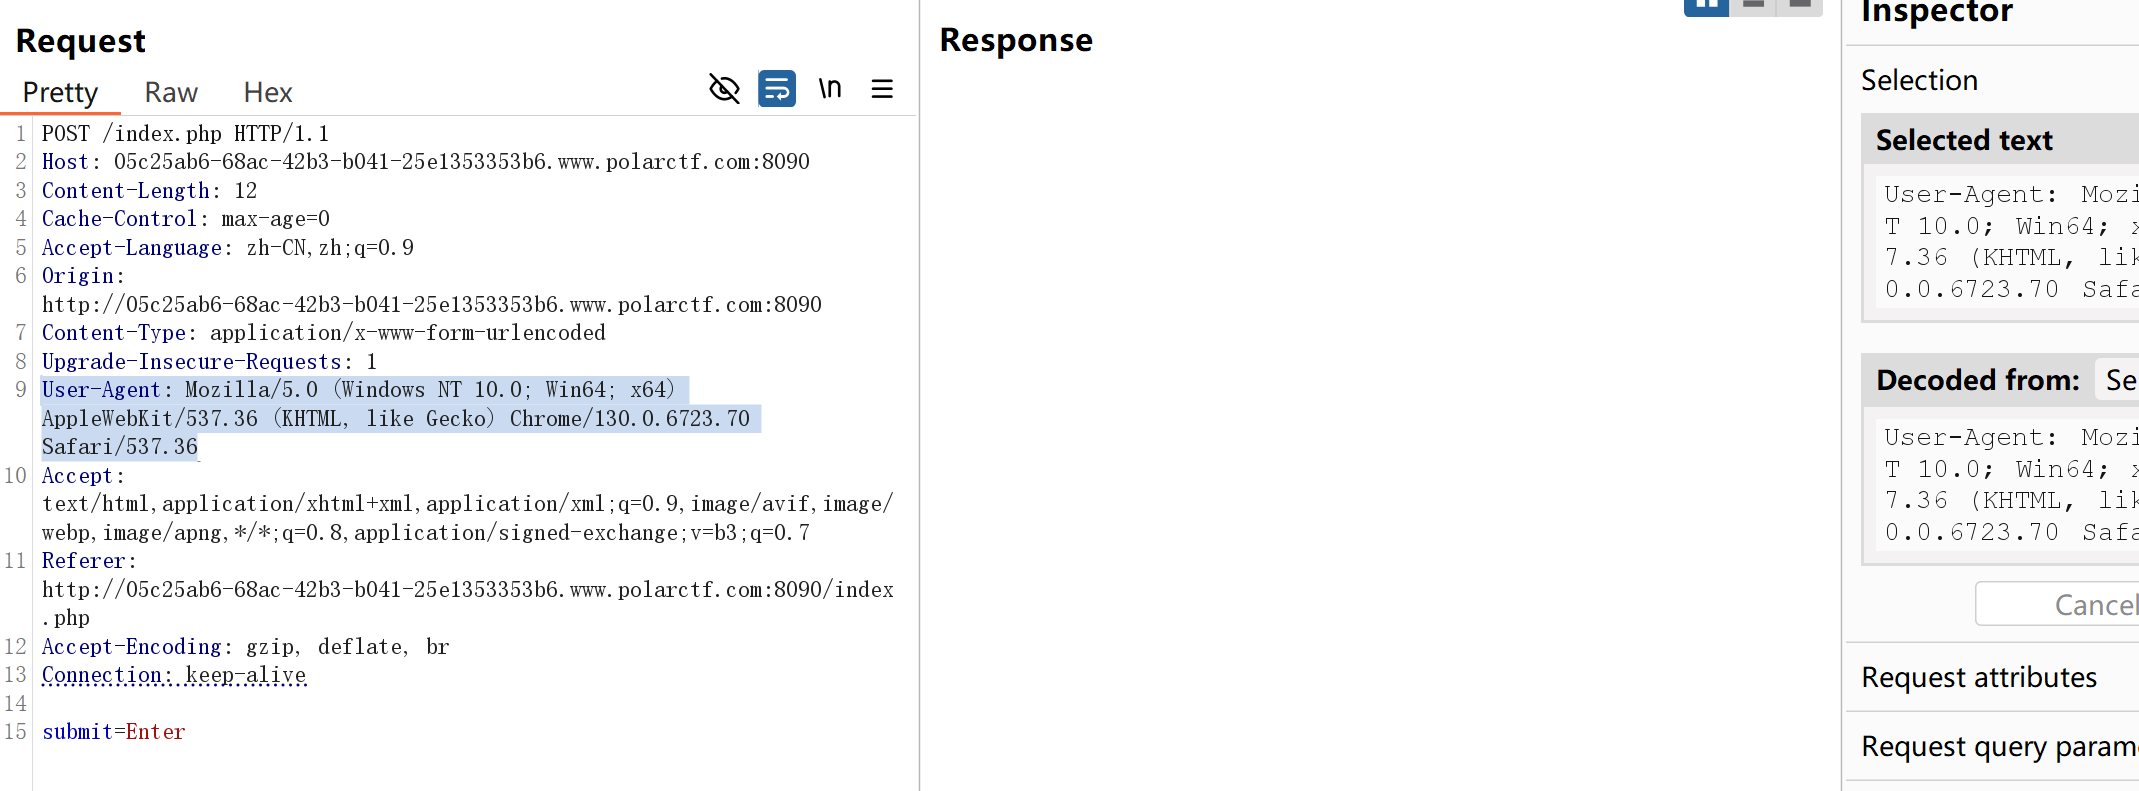 Request
Pretty Raw Hex \n
1 POST /index.php HTTP/1.1
2 Host: 05c25ab6-68ac-42b3-b041-25e1353353b6.www.polarctf.com:8090
3 Content-Length: 12
4 Cache-Control: max-age=0
5 Accept-Language: zh-CN,zh;q=0.9
6 Origin:
http://05c25ab6-68ac-42b3-b041-25e1353353b6.www.polarctf.com:8090
7 Content-Type: application/x-www-form-urlencoded
8 Upgrade-Insecure-Requests: 1
9 User-Agent: Mozilla/5.0 (Windows NT 10.0; Win64; x64)
AppleWebKit/537.36 (KHTML, like Gecko) Chrome/130.0.6723.70
Safari/537.36
10 Accept:
text/html,application/xhtml+xml,application/xml;q=0.9,image/avif,image/
webp,image/apng,*/*;q=0.8,application/signed-exchange;v=b3;q=0.7
11 Referer:
http://05c25ab6-68ac-42b3-b041-25e1353353b6.www.polarctf.com:8090/index
.php
12 Accept-Encoding: gzip, deflate, br
13 Connection: keep-alive
14
15 submit=Enter
Response
Inspector
Selection
Selected text
User-Agent: Mozi
T 10.0; Win64; x
7.36 (KHTML, lik
0.0.6723.70 Safa
Decoded from: Se
User-Agent: Mozi
T 10.0; Win64; x
7.36 (KHTML, lik
0.0.6723.70 Safa
Cancel
Request attributes
Request query param